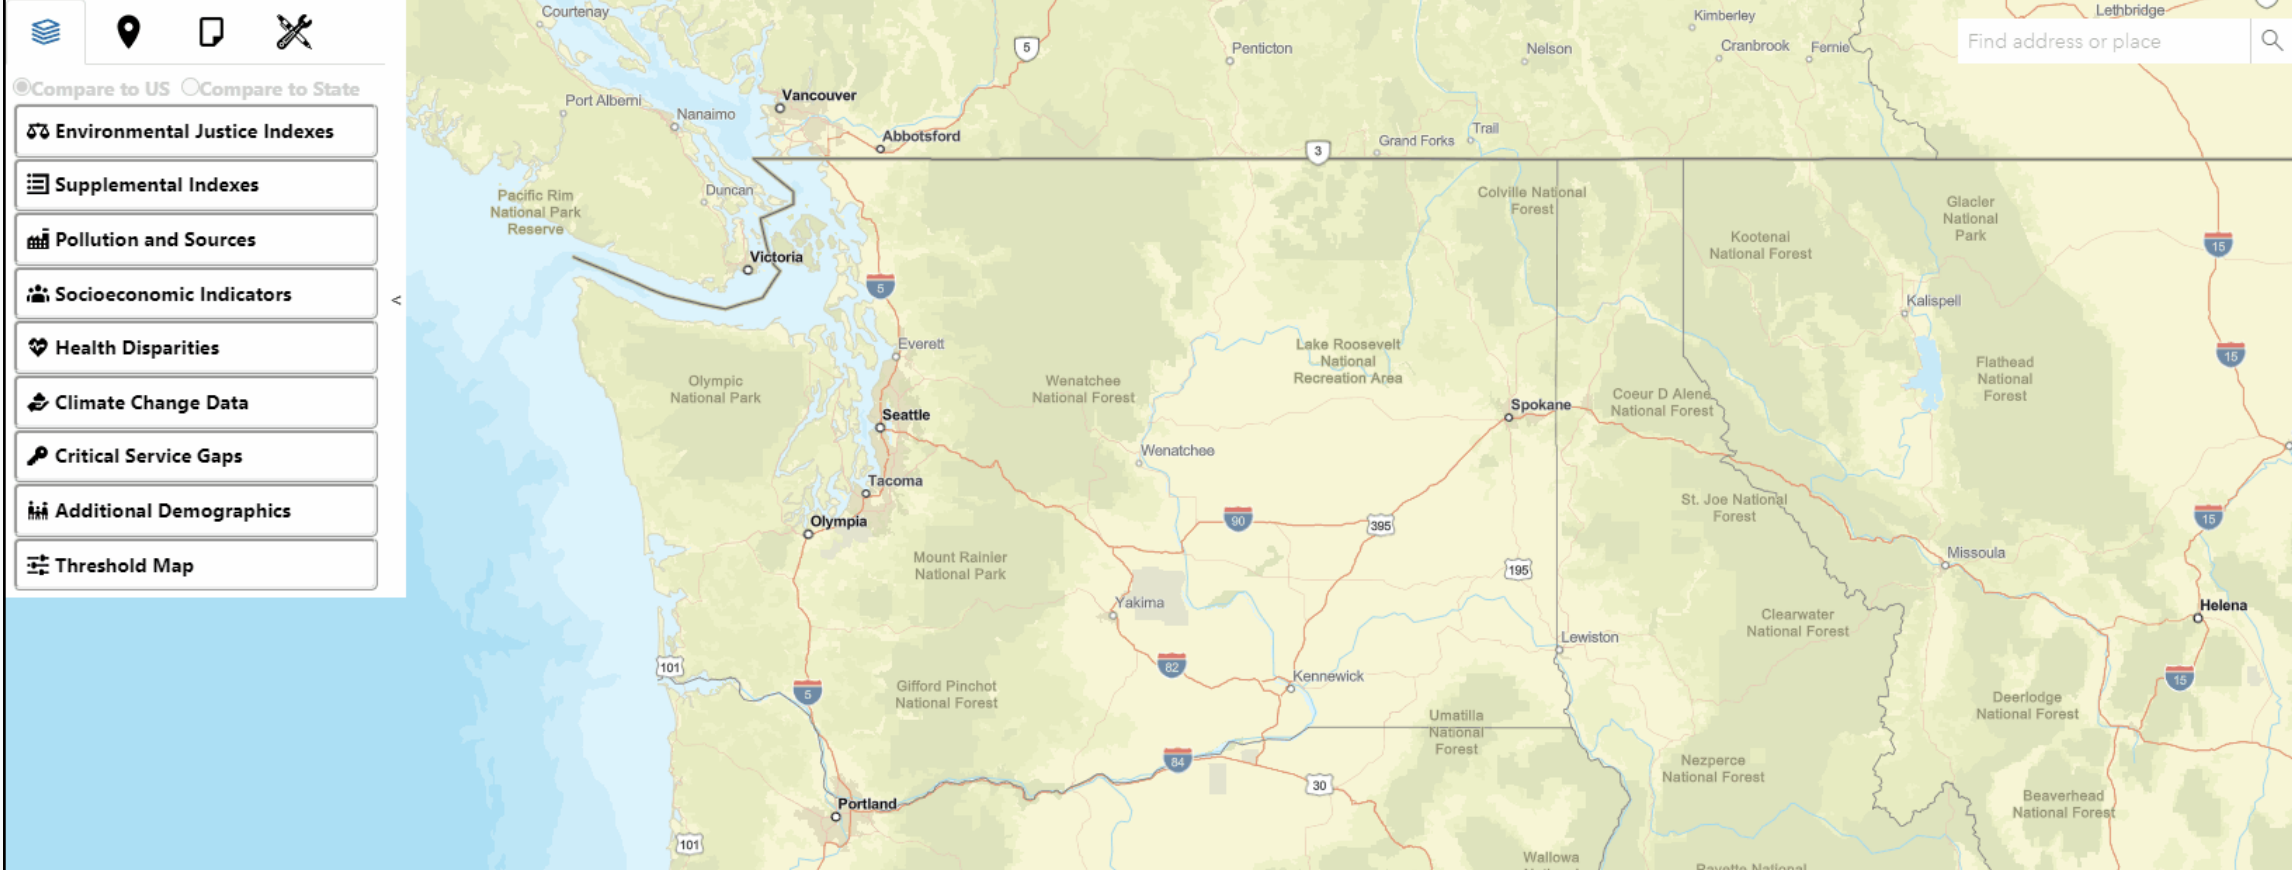 Compare to US Compare to State
Environmental Justice Indexes
Supplemental Indexes
Pollution and Sources
Socioeconomic Indicators
Health Disparities
Climate Change Data
Critical Service Gaps
Additional Demographics
Threshold Map
<
Find address or place
Courtenay
Port Alberni
Nanaimo
Vancouver
Abbotsford
5
Penticton
Nelson
Kimberley
Cranbrook
Fernie
Lethbridge
Grand Forks
Trail
3
Pacific Rim
National Park
Reserve
Duncan
Victoria
5
Colville National
Forest
Kootenai
National Forest
Glacier
National
Park
15
Kalispell
15
Everett
Olympic
National Park
Wenatchee
National Forest
Lake Roosevelt
National
Recreation Area
Flathead
National
Forest
Seattle
Spokane
Coeur D Alene
National Forest
Wenatchee
Tacoma
Olympia
90
395
St. Joe National
Forest
15
Mount Rainier
National Park
195
Missoula
Yakima
Clearwater
National Forest
Helena
Lewiston
101
82
Kennewick
5
Gifford Pinchot
National Forest
15
Deerlodge
National Forest
Umatilla
National
Forest
84
30
Nezperce
National Forest
Portland
Beaverhead
National Forest
101
Wallowa
Payette National